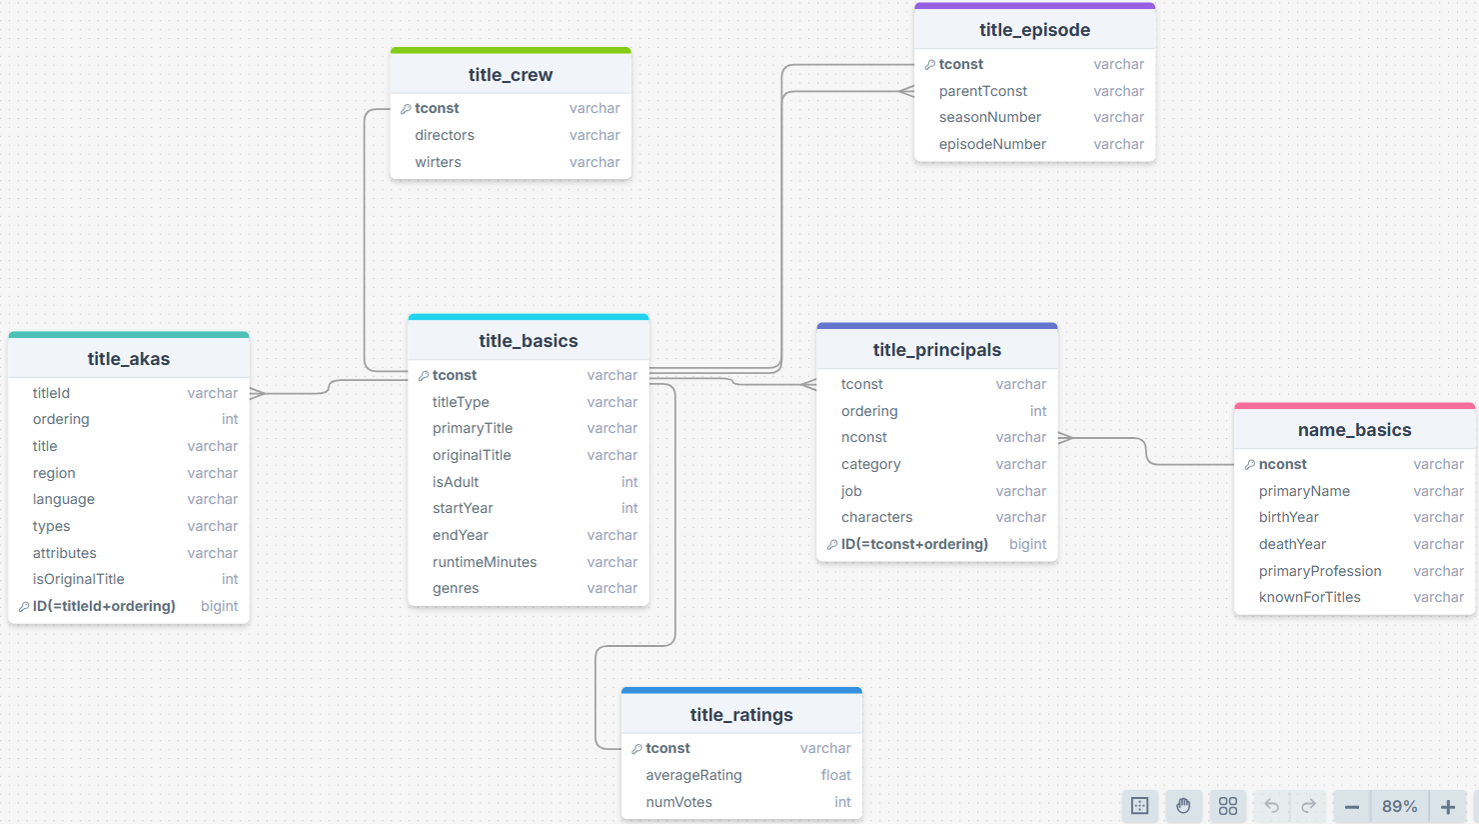 title_episode
tconst varchar
parentTconst varchar
seasonNumber varchar
episodeNumber varchar
title_crew
tconst varchar
directors varchar
wirters varchar
title_akas
titleId varchar
ordering int
title varchar
region varchar
language varchar
types varchar
attributes varchar
isOriginalTitle int
ID(=titleId+ordering) bigint
title_basics
tconst varchar
titleType varchar
primaryTitle varchar
originalTitle varchar
isAdult int
startYear int
endYear varchar
runtimeMinutes varchar
genres varchar
title_principals
tconst varchar
ordering int
nconst varchar
category varchar
job varchar
characters varchar
ID(=tconst+ordering) bigint
name_basics
nconst varchar
primaryName varchar
birthYear varchar
deathYear varchar
primaryProfession varchar
knownForTitles varchar
title_ratings
tconst varchar
averageRating float
numVotes int
89%